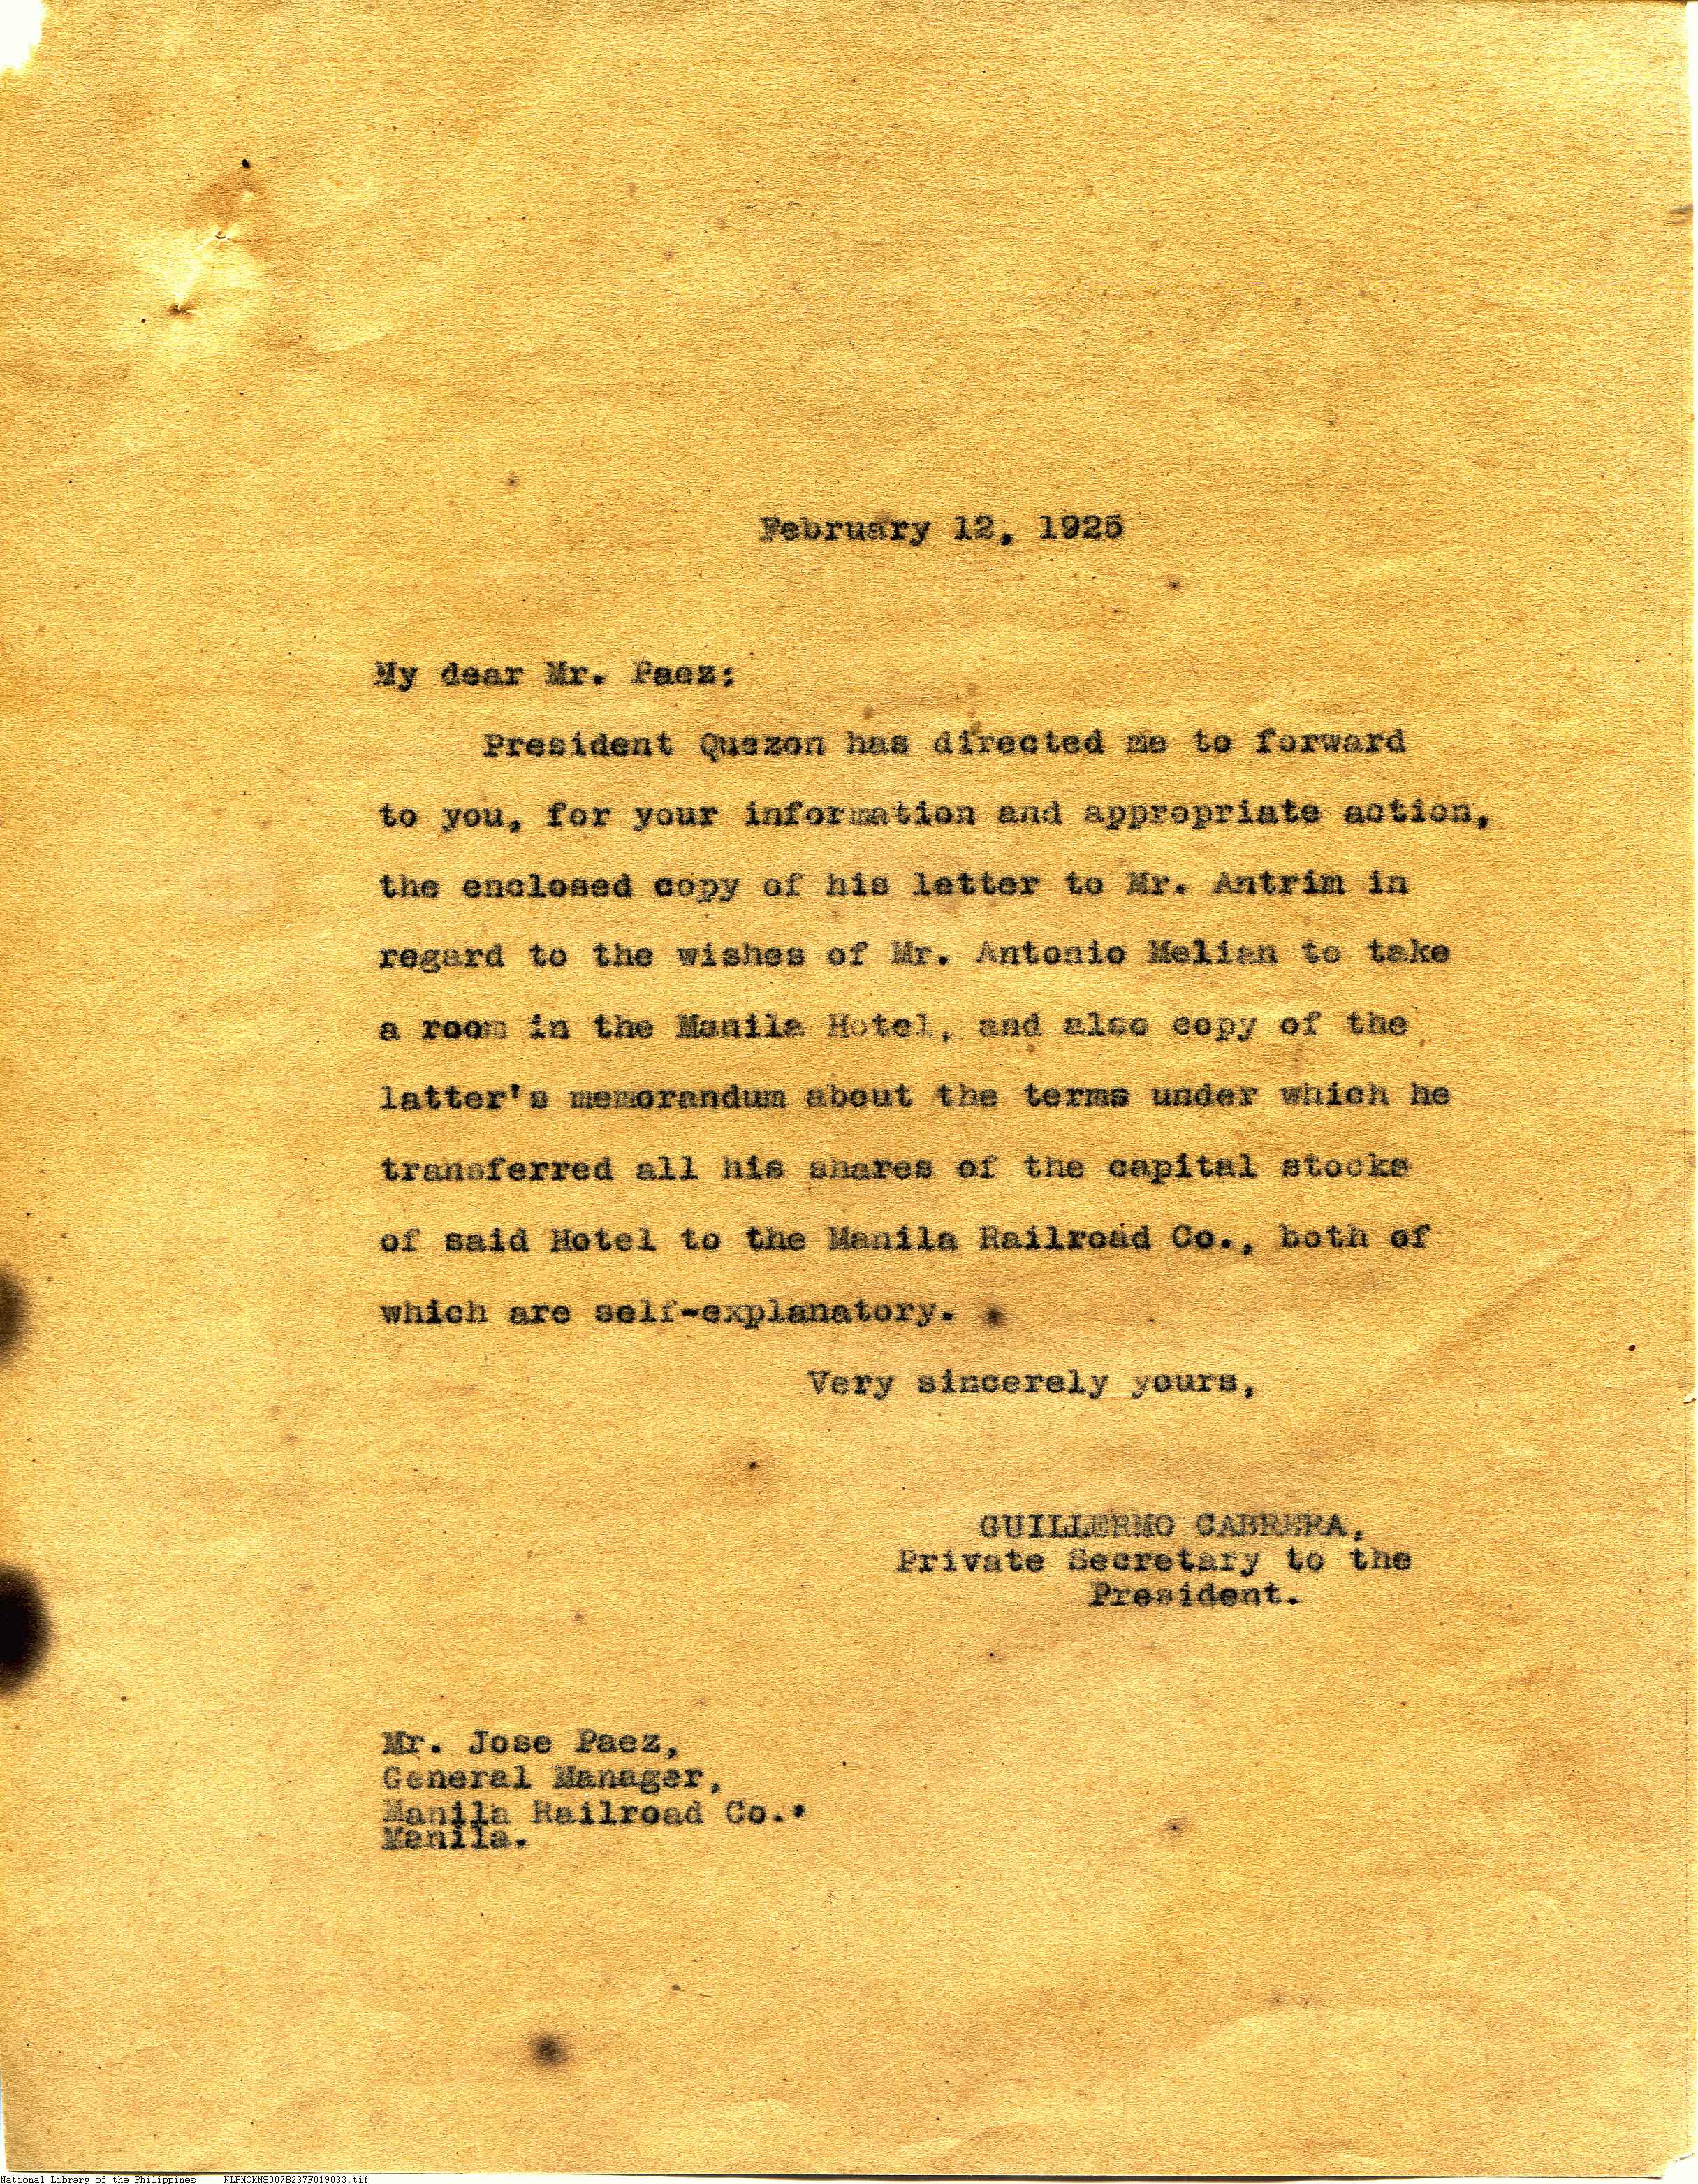 February 12, 1925
My dear Mr. Paez:
President Quezon has directed me to forward
to you, for your information and appropriate action,
the enclosed copy of his letter to Mr. Antrim in
regard to the wishes of Mr. Antonio Melian to take
a room in the Manila Hotel, and also copy of the
latter's memorandum about the terms under which he
transferred all his shares of the capital stocks
of said Hotel to the Manila Railroad Co., both of
which are self-explanatory.
Very sincerely yours,
GUILLERMO CABRERA,
Private Secretary to the
President.
Mr. Jose Paez,
General Manager,
Manila Railroad Co.,
Manila.
National Library of the Philippines NLPMQMNS007B237F019033.tif